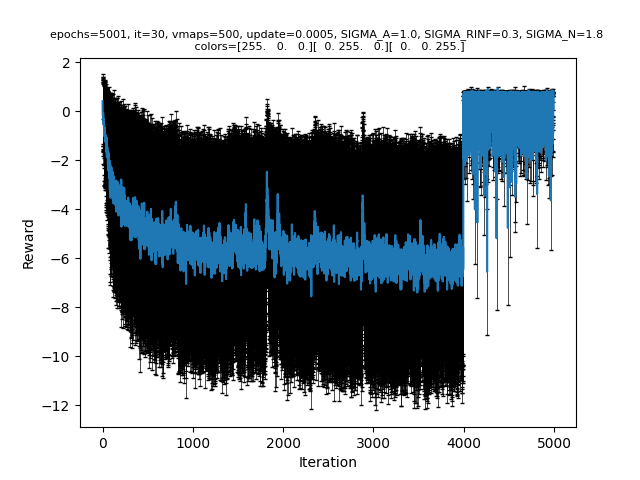 epochs=5001, it=30, vmaps=500, update=0.0005, SIGMA_A=1.0, SIGMA_RINF=0.3, SIGMA_N=1.8
colors=[255.   0.   0.][  0. 255.   0.][  0.   0. 255.]
2
0
−2
−4
−6
−8
−10
−12
Reward
0 1000 2000 3000 4000 5000
Iteration